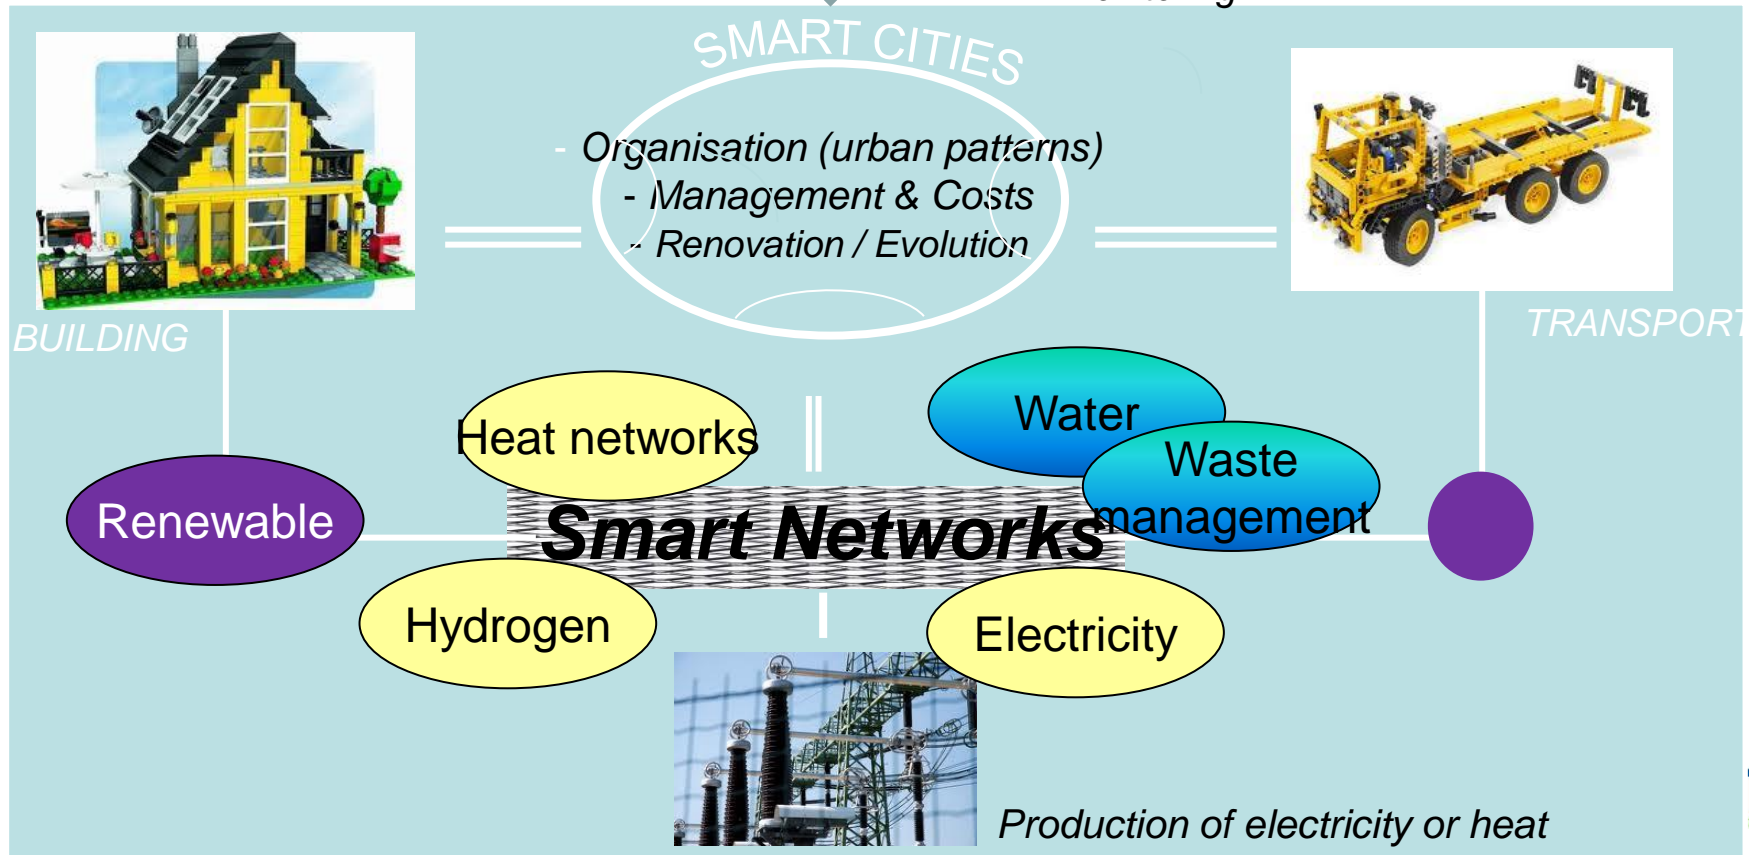 SMART CITIES
- Organisation (urban patterns)
- Management & Costs
- Renovation / Evolution
BUILDING
TRANSPORT
Heat networks
Water
Waste
management
Renewable
Smart Networks
Hydrogen
Electricity
Production of electricity or heat